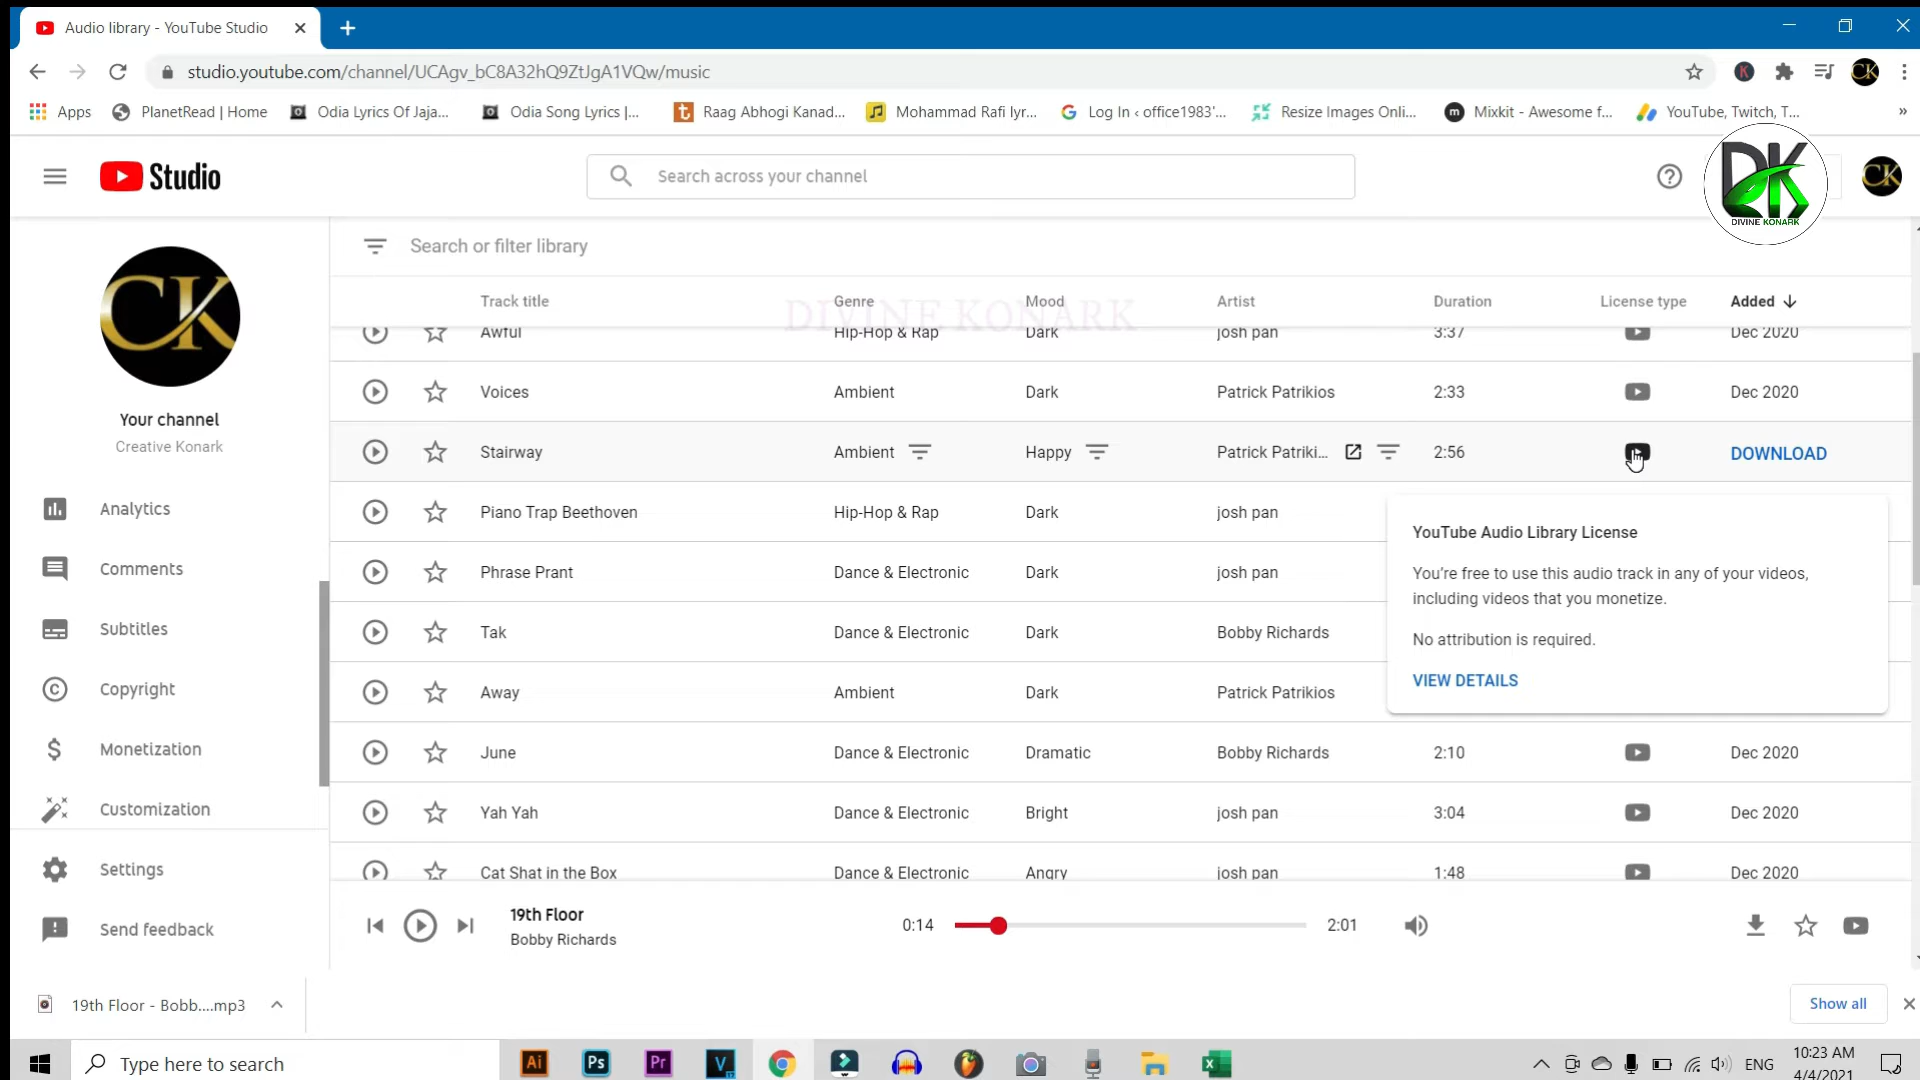 Audio library - YouTube Studio
studio.youtube.com/channel/UCAgv_bC8A32hQ9ZtJgA1VQw/music
Apps PlanetRead | Home Odia Lyrics Of Jaja... Odia Song Lyrics |... Raag Abhogi Kanad... Mohammad Rafi lyr... Log In ‹ office1983'... Resize Images Onli... Mixkit - Awesome f... YouTube, Twitch, T... »
Studio
Search across your channel
DK
DIVINE KONARK
CK
Search or filter library
Track title Genre Mood Artist Duration License type Added
DIVINE KONARK
Awful Hip-Hop & Rap Dark josh pan 3:37 Dec 2020
Voices Ambient Dark Patrick Patrikios 2:33 Dec 2020
Stairway Ambient Happy Patrick Patriki... 2:56 DOWNLOAD
Piano Trap Beethoven Hip-Hop & Rap Dark josh pan
Phrase Prant Dance & Electronic Dark josh pan
Tak Dance & Electronic Dark Bobby Richards
Away Ambient Dark Patrick Patrikios
June Dance & Electronic Dramatic Bobby Richards 2:10 Dec 2020
Yah Yah Dance & Electronic Bright josh pan 3:04 Dec 2020
Cat Shat in the Box Dance & Electronic Angry josh pan 1:48 Dec 2020
YouTube Audio Library License
You're free to use this audio track in any of your videos,
including videos that you monetize.
No attribution is required.
VIEW DETAILS
CK
Your channel
Creative Konark
Analytics
Comments
Subtitles
Copyright
Monetization
Customization
Settings
Send feedback
19th Floor
Bobby Richards
0:14 2:01
19th Floor - Bobb....mp3
Show all
Type here to search
Ai Ps Pr V
ENG
10:23 AM
4/4/2021